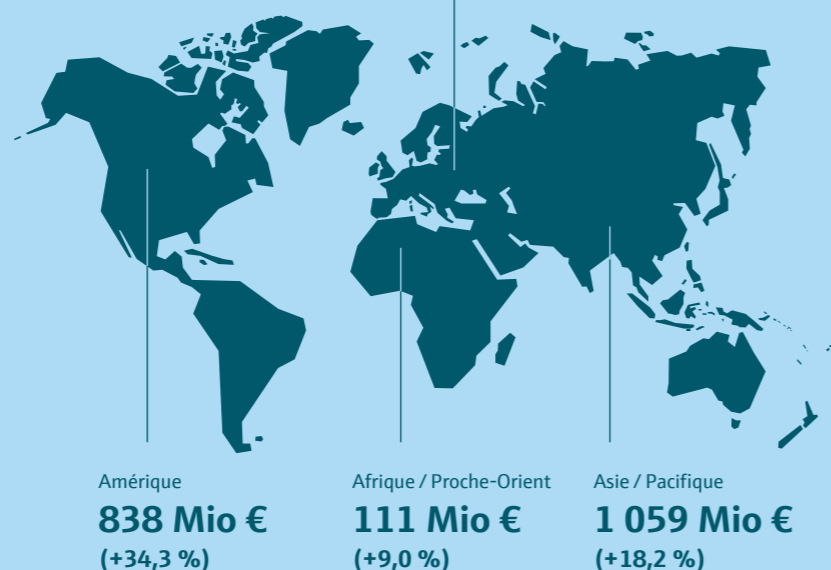 Amérique
838 Mio €
(+34,3 %)
Afrique / Proche-Orient
111 Mio €
(+9,0 %)
Asie / Pacifique
1 059 Mio €
(+18,2 %)